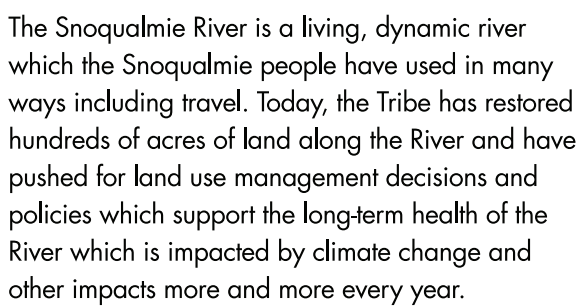 The Snoqualmie River is a living, dynamic river
which the Snoqualmie people have used in many
ways including travel. Today, the Tribe has restored
hundreds of acres of land along the River and have
pushed for land use management decisions and
policies which support the long-term health of the
River which is impacted by climate change and
other impacts more and more every year.